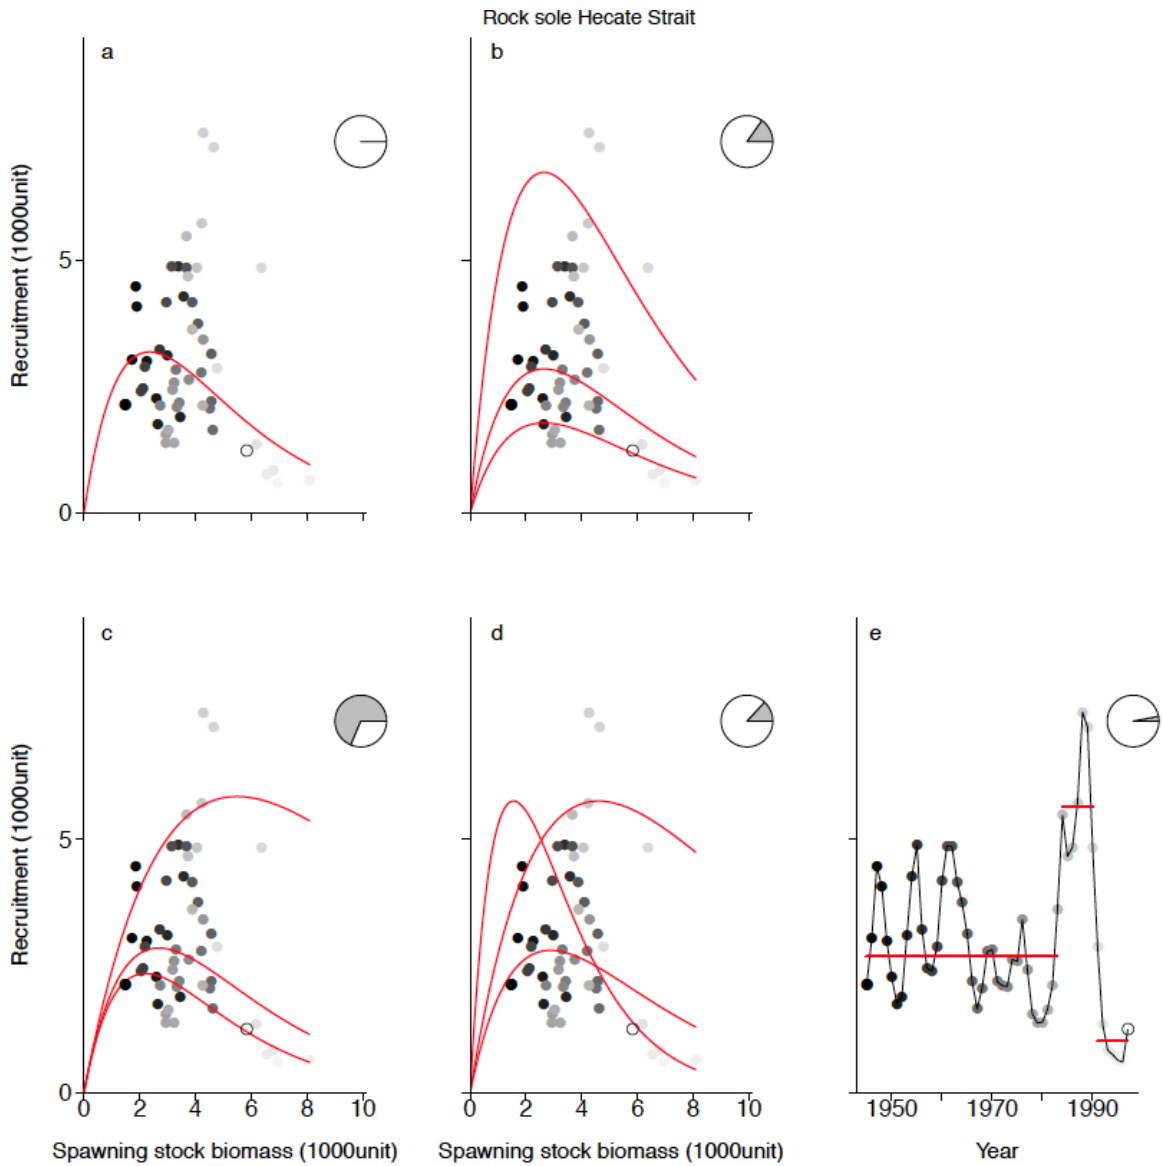 Rock sole Hecate Strait
a
b
Recruitment (1000unit)
5
0
c
d
e
Recruitment (1000unit)
5
0
0 2 4 6 8 10
0 2 4 6 8 10
1950 1970 1990
Spawning stock biomass (1000unit)
Spawning stock biomass (1000unit)
Year